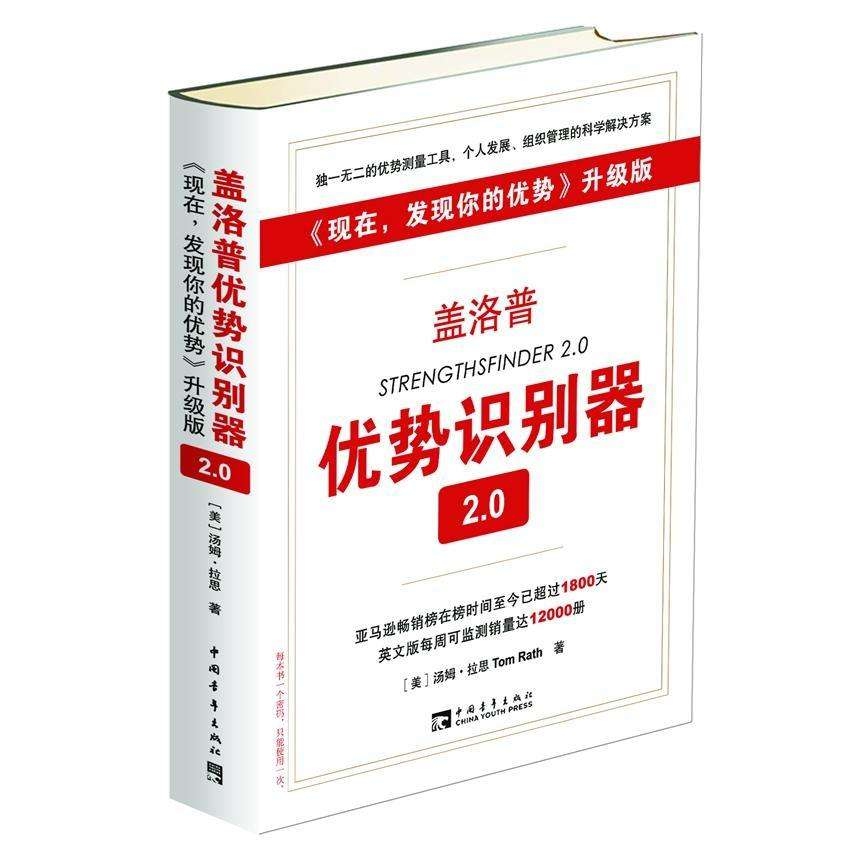 独一无二的优势测量工具，个人发展、组织管理的科学解决方案
《现在，发现你的优势》升级版
盖洛普
STRENGTHSFINDER 2.0
优势识别器
2.0
亚马逊畅销榜在榜时间至今已超过1800天
英文版每周可监测销量达12000册
［美］汤姆·拉思 Tom Rath 著
中国青年出版社
CHINA YOUTH PRESS
每本书一个密码，只能使用一次。
盖洛普优势识别器
《现在，发现你的优势》升级版
2.0
［美］汤姆·拉思 著
中国青年出版社